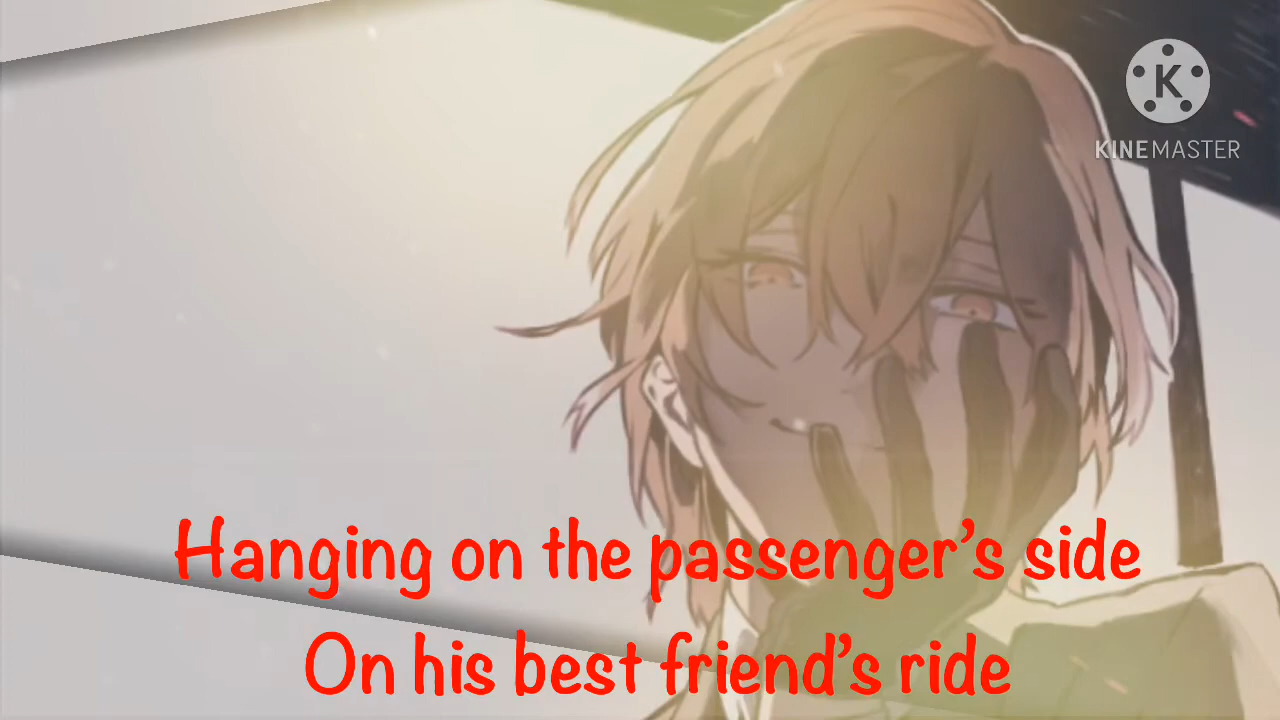 K
KINEMASTER
Hanging on the passenger's side
On his best friend's ride